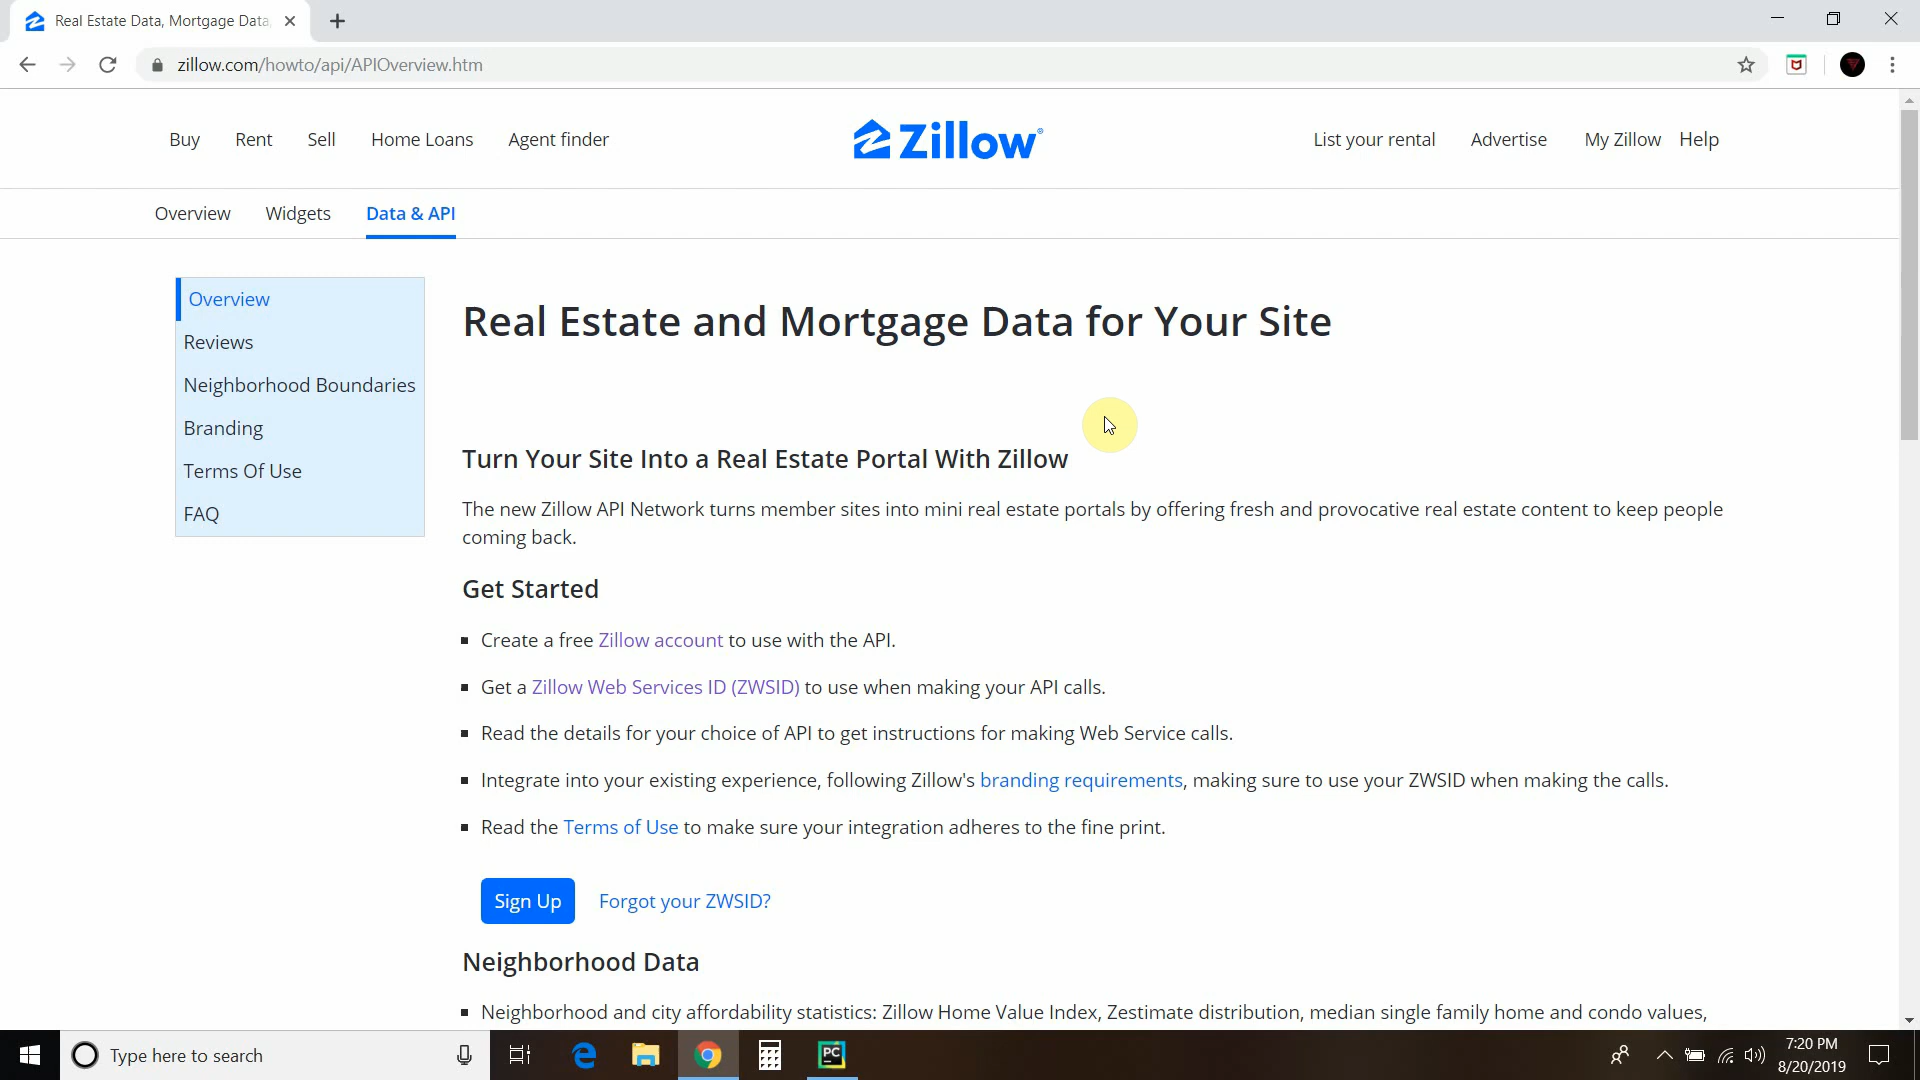 Real Estate Data, Mortgage Data,
zillow.com/howto/api/APIOverview.htm
Buy Rent Sell Home Loans Agent finder
Zillow®
List your rental Advertise My Zillow Help
Overview Widgets Data & API
Overview
Reviews
Neighborhood Boundaries
Branding
Terms Of Use
FAQ
Real Estate and Mortgage Data for Your Site
Turn Your Site Into a Real Estate Portal With Zillow
The new Zillow API Network turns member sites into mini real estate portals by offering fresh and provocative real estate content to keep people
coming back.
Get Started
Create a free Zillow account to use with the API.
Get a Zillow Web Services ID (ZWSID) to use when making your API calls.
Read the details for your choice of API to get instructions for making Web Service calls.
Integrate into your existing experience, following Zillow's branding requirements, making sure to use your ZWSID when making the calls.
Read the Terms of Use to make sure your integration adheres to the fine print.
Sign Up Forgot your ZWSID?
Neighborhood Data
Neighborhood and city affordability statistics: Zillow Home Value Index, Zestimate distribution, median single family home and condo values,
Type here to search
PC
7:20 PM
8/20/2019